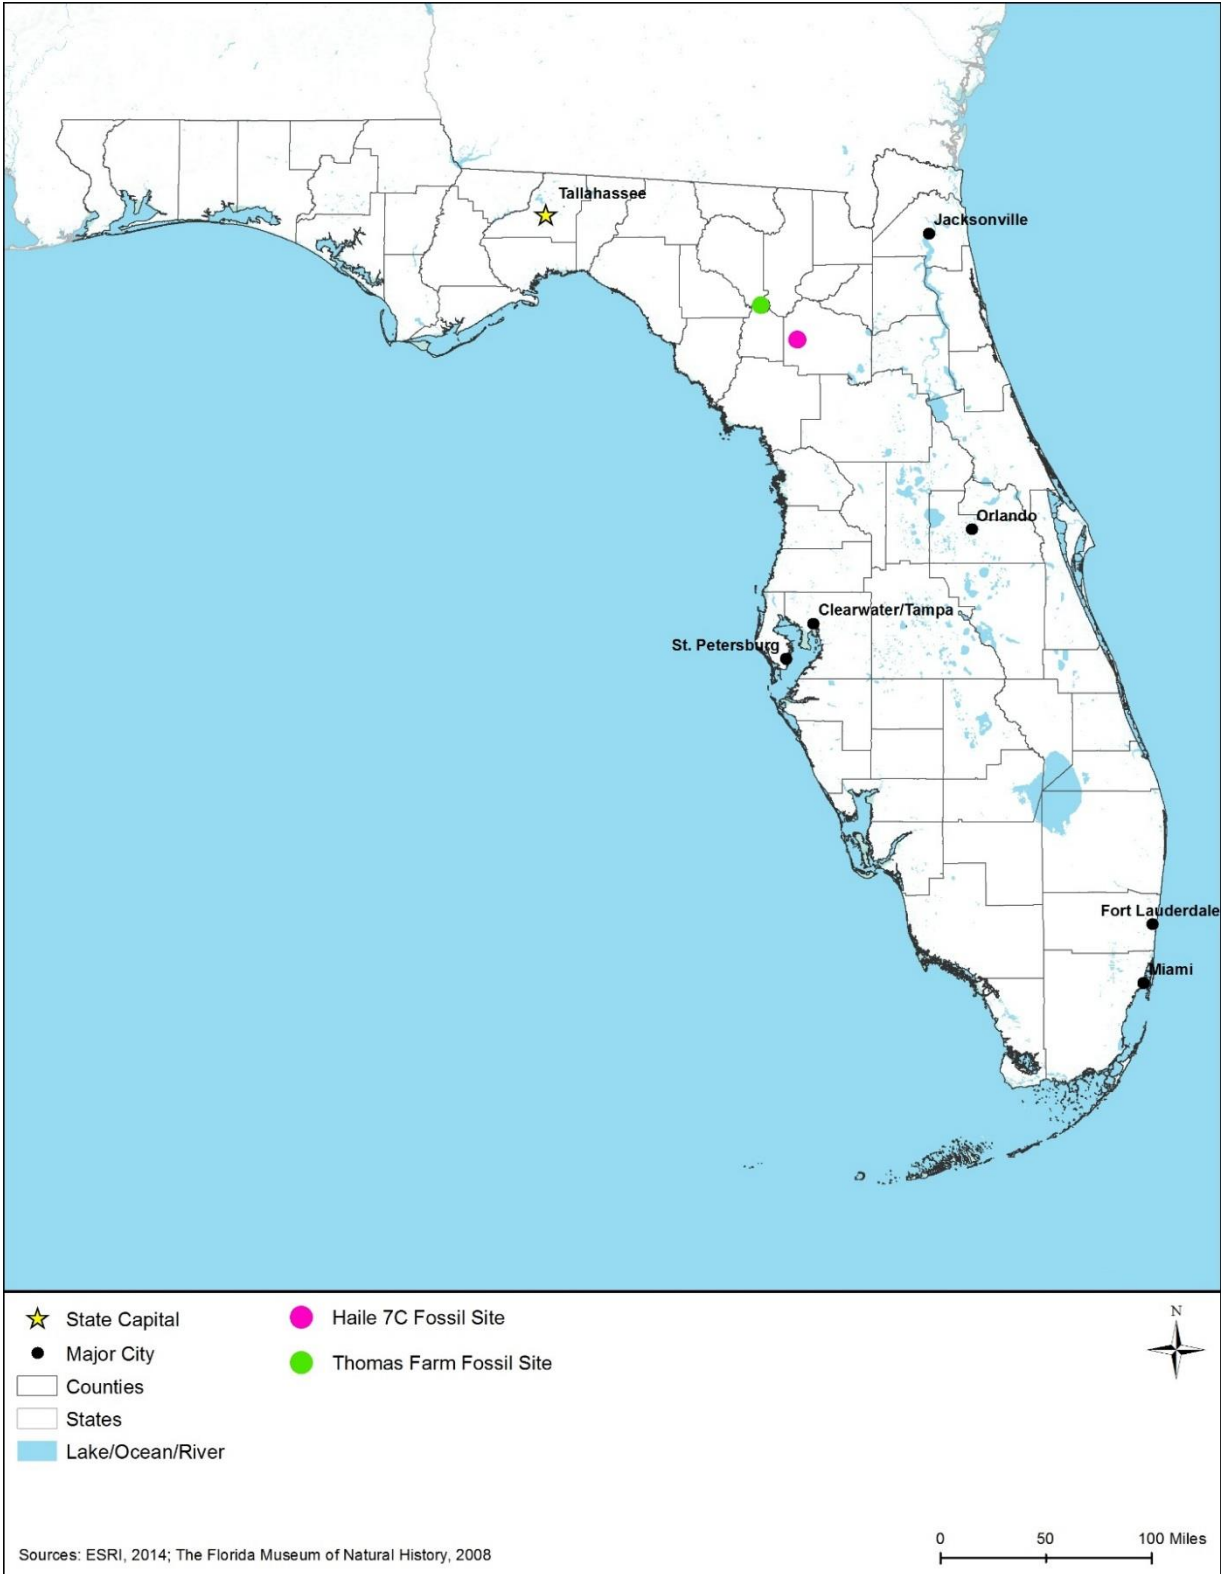 Tallahassee
Jacksonville
Orlando
Clearwater/Tampa
St. Petersburg
Fort Lauderdale
Miami
State Capital
Major City
Counties
States
Lake/Ocean/River
Haile 7C Fossil Site
Thomas Farm Fossil Site
N
0 50 100 Miles
Sources: ESRI, 2014; The Florida Museum of Natural History, 2008